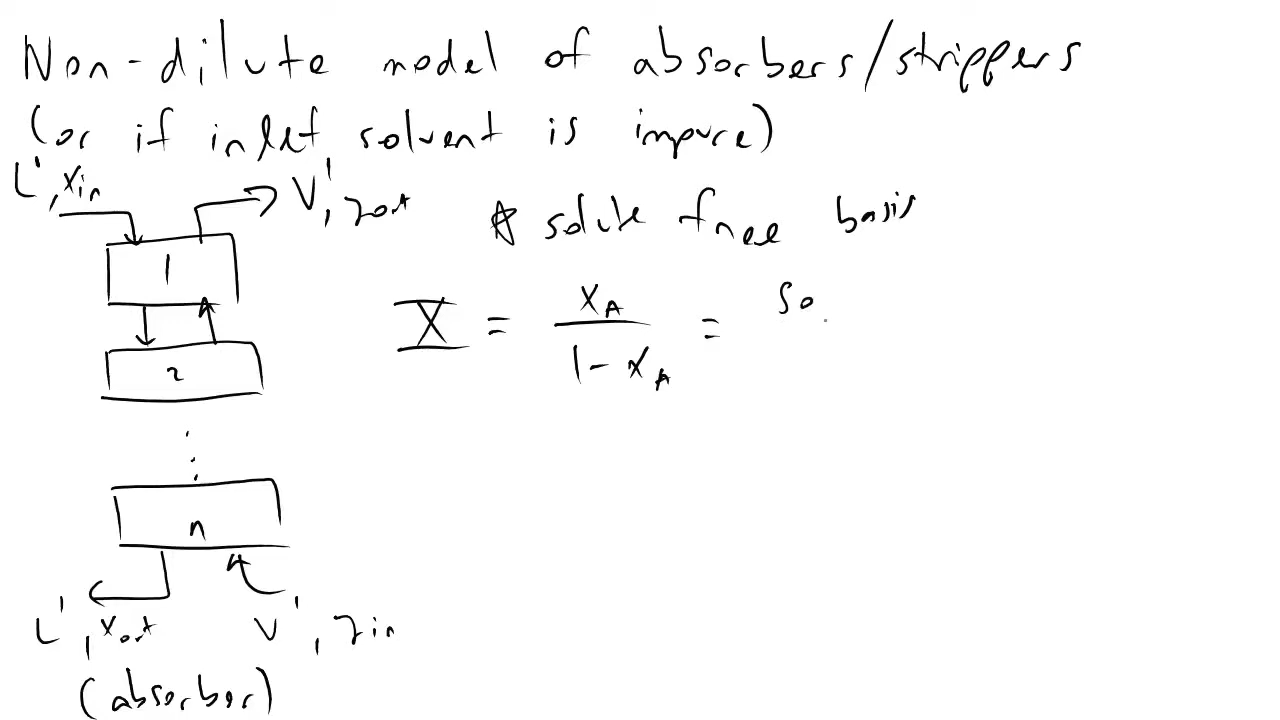 Non-dilute model of absorbers/strippers
(or if inlet solvent is impure)
L', xin
V', yout
* solute free basis
1
X = xA / 1 - xA = So
2
n
L', xout
V', yin
(absorber)